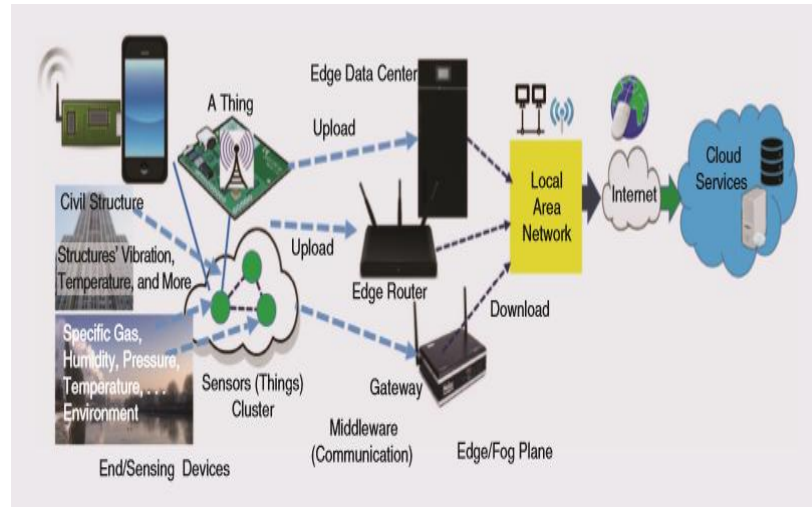 A Thing
Edge Data Center
Upload
Civil Structure
Structures' Vibration,
Temperature, and More
Upload
Edge Router
Local
Area
Network
Internet
Cloud
Services
Download
Specific Gas,
Humidity, Pressure,
Temperature, . . .
Environment
Sensors (Things)
Cluster
Gateway
Middleware
(Communication)
Edge/Fog Plane
End/Sensing Devices